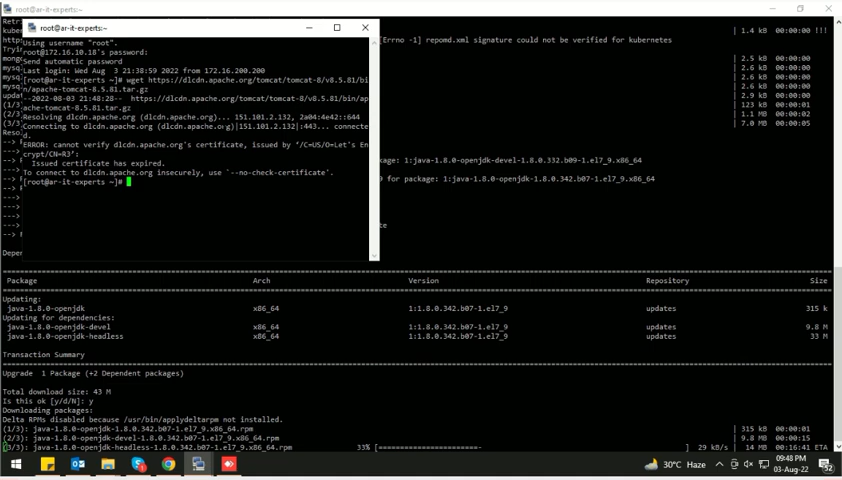 root@ar-it-experts:~
Retri
| 1.4 kB 00:00:00 !!!
root@ar-it-experts:~
[Errno -1] repomd.xml signature could not be verified for kubernetes
Using username "root".
root@172.16.10.18's password:
Send automatic password
Last login: Wed Aug 3 21:38:59 2022 from 172.16.200.200
[root@ar-it-experts ~]# wget https://dlcdn.apache.org/tomcat/tomcat-8/v8.5.81/bi
n/apache-tomcat-8.5.81.tar.gz
--2022-08-03 21:48:28-- https://dlcdn.apache.org/tomcat/tomcat-8/v8.5.81/bin/ap
ache-tomcat-8.5.81.tar.gz
Resolving dlcdn.apache.org (dlcdn.apache.org)... 151.101.2.132, 2a04:4e42::644
Connecting to dlcdn.apache.org (dlcdn.apache.org)|151.101.2.132|:443... connecte
d.
ERROR: cannot verify dlcdn.apache.org's certificate, issued by ‘/C=US/O=Let's En
crypt/CN=R3’:
Issued certificate has expired.
To connect to dlcdn.apache.org insecurely, use `--no-check-certificate'.
[root@ar-it-experts ~]#
| 2.5 kB 00:00:00
| 2.6 kB 00:00:00
| 2.6 kB 00:00:00
| 2.9 kB 00:00:00
| 123 kB 00:00:01
| 1.1 MB 00:00:02
| 7.0 MB 00:00:05
kage: 1:java-1.8.0-openjdk-devel-1.8.0.332.b09-1.el7_9.x86_64
9 for package: 1:java-1.8.0-openjdk-1.8.0.342.b07-1.el7_9.x86_64
te
Depen
Package Arch Version Repository Size
Updating:
java-1.8.0-openjdk x86_64 1:1.8.0.342.b07-1.el7_9 updates 315 k
Updating for dependencies:
java-1.8.0-openjdk-devel x86_64 1:1.8.0.342.b07-1.el7_9 updates 9.8 M
java-1.8.0-openjdk-headless x86_64 1:1.8.0.342.b07-1.el7_9 updates 33 M
Transaction Summary
Upgrade 1 Package (+2 Dependent packages)
Total download size: 43 M
Is this ok [y/d/N]: y
Downloading packages:
Delta RPMs disabled because /usr/bin/applydeltarpm not installed.
(1/3): java-1.8.0-openjdk-1.8.0.342.b07-1.el7_9.x86_64.rpm | 315 kB 00:00:01
(2/3): java-1.8.0-openjdk-devel-1.8.0.342.b07-1.el7_9.x86_64.rpm | 9.8 MB 00:00:15
(3/3): java-1.8.0-openjdk-headless-1.8.0.342.b07-1.el7_9.x86_64.rpm 33% [=======================- ] 29 kB/s | 14 MB 00:16:41 ETA
30°C Haze
09:48 PM
03-Aug-22
52